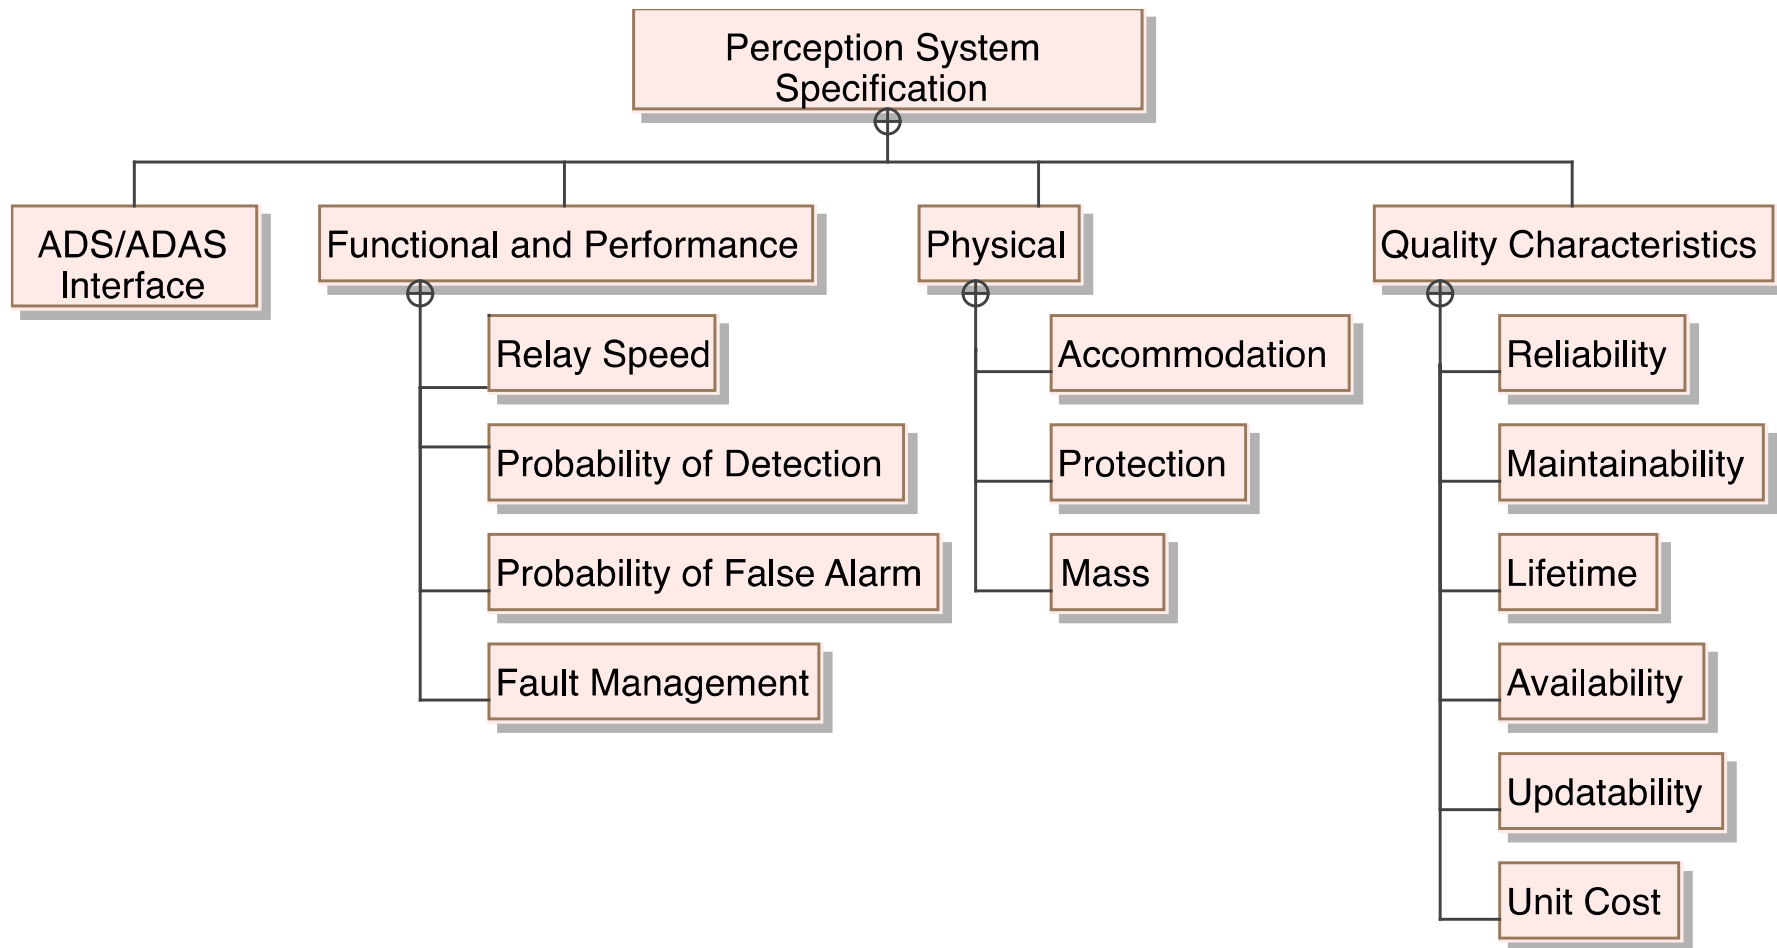 Perception System
Specification
ADS/ADAS
Interface
Functional and Performance
Physical
Quality Characteristics
Relay Speed
Probability of Detection
Probability of False Alarm
Fault Management
Accommodation
Protection
Mass
Reliability
Maintainability
Lifetime
Availability
Updatability
Unit Cost